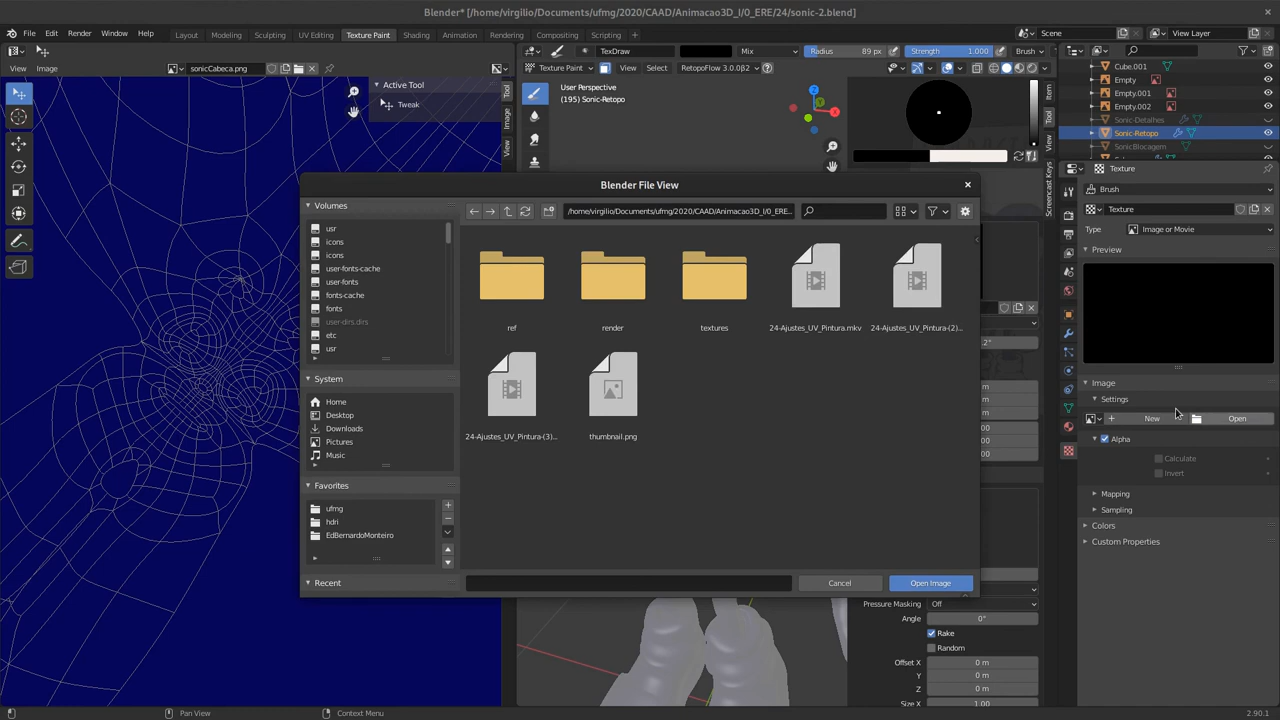 Blender* [/home/virgilio/Documents/ufmg/2020/CAAD/Animacao3D_I/0_ERE/24/sonic-2.blend]
File Edit Render Window Help Layout Modeling Sculpting UV Editing Texture Paint Shading Animation Rendering Compositing Scripting Scene View Layer
TexDraw Mix Radius 89 px Strength 1.000 Brush
View Image sonicCabeca.png Texture Paint View Select RetopoFlow 3.0.0β2
Cube.001
Empty
Empty.001
Empty.002
Sonic-Detalhes
Sonic-Retopo
SonicBlocagem
Active Tool
Tweak
Tool
Image
View
User Perspective
(195) Sonic-Retopo
X
Y
Z
Item
Tool
View
Screencast Keys
Blender File View
Volumes
usr
icons
icons
user-fonts-cache
user-fonts
fonts-cache
fonts
user-dirs.dirs
etc
usr
System
Home
Desktop
Downloads
Pictures
Music
Favorites
ufmg
hdri
EdBernardoMonteiro
Recent
/home/virgilio/Documents/ufmg/2020/CAAD/Animacao3D_I/0_ERE...
ref render textures 24-Ajustes_UV_Pintura.mkv 24-Ajustes_UV_Pintura-(2)...
24-Ajustes_UV_Pintura-(3)... thumbnail.png
Cancel Open Image
Texture
Brush
Texture
Type Image or Movie
Preview
Image
Settings
New Open
Alpha
Calculate
Invert
Mapping
Sampling
Colors
Custom Properties
Pressure Masking Off
Angle 0°
Rake
Random
Offset X 0 m
Y 0 m
Z 0 m
Size X 1.00
Pan View Context Menu 2.90.1